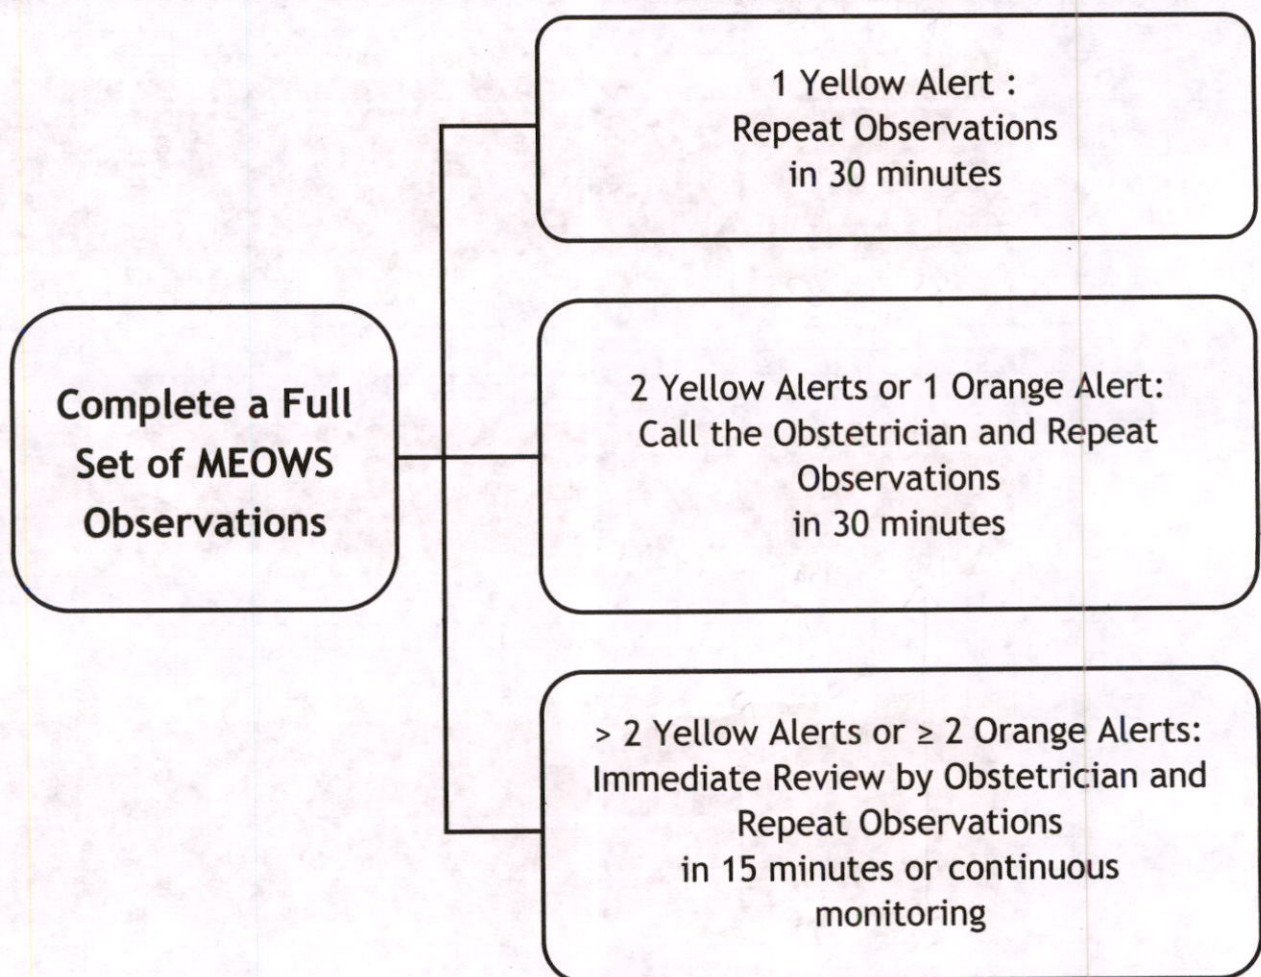 Complete a Full
Set of MEOWS
Observations
1 Yellow Alert :
Repeat Observations
in 30 minutes
2 Yellow Alerts or 1 Orange Alert:
Call the Obstetrician and Repeat
Observations
in 30 minutes
> 2 Yellow Alerts or ≥ 2 Orange Alerts:
Immediate Review by Obstetrician and
Repeat Observations
in 15 minutes or continuous
monitoring